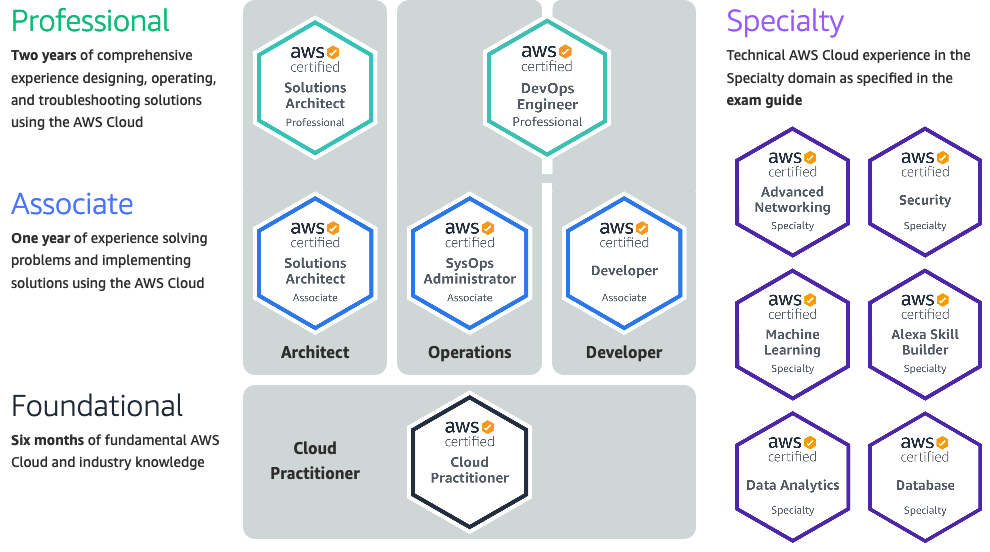 Professional
Two years of comprehensive
experience designing, operating,
and troubleshooting solutions
using the AWS Cloud
aws
certified
Solutions
Architect
Professional
aws
certified
DevOps
Engineer
Professional
Associate
One year of experience solving
problems and implementing
solutions using the AWS Cloud
aws
certified
Solutions
Architect
Associate
aws
certified
SysOps
Administrator
Associate
aws
certified
Developer
Associate
Architect
Operations
Developer
Foundational
Six months of fundamental AWS
Cloud and industry knowledge
Cloud
Practitioner
aws
certified
Cloud
Practitioner
Specialty
Technical AWS Cloud experience in the
Specialty domain as specified in the
exam guide
aws
certified
Advanced
Networking
Specialty
aws
certified
Security
Specialty
aws
certified
Machine
Learning
Specialty
aws
certified
Alexa Skill
Builder
Specialty
aws
certified
Data Analytics
Specialty
aws
certified
Database
Specialty